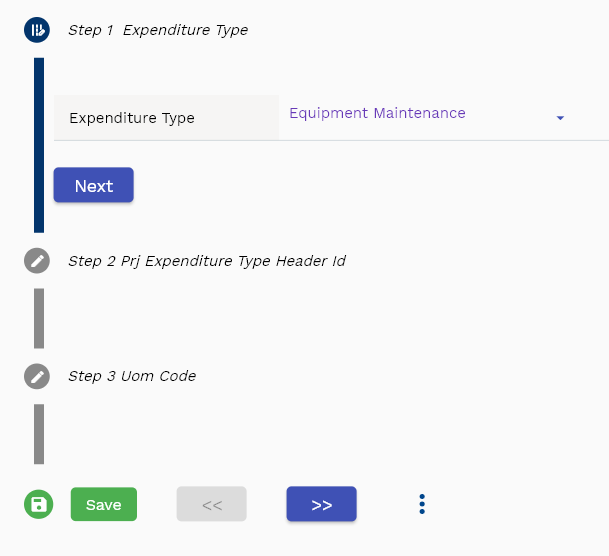 Step 1 Expenditure Type
Expenditure Type
Equipment Maintenance
Next
Step 2 Prj Expenditure Type Header Id
Step 3 Uom Code
Save << >>